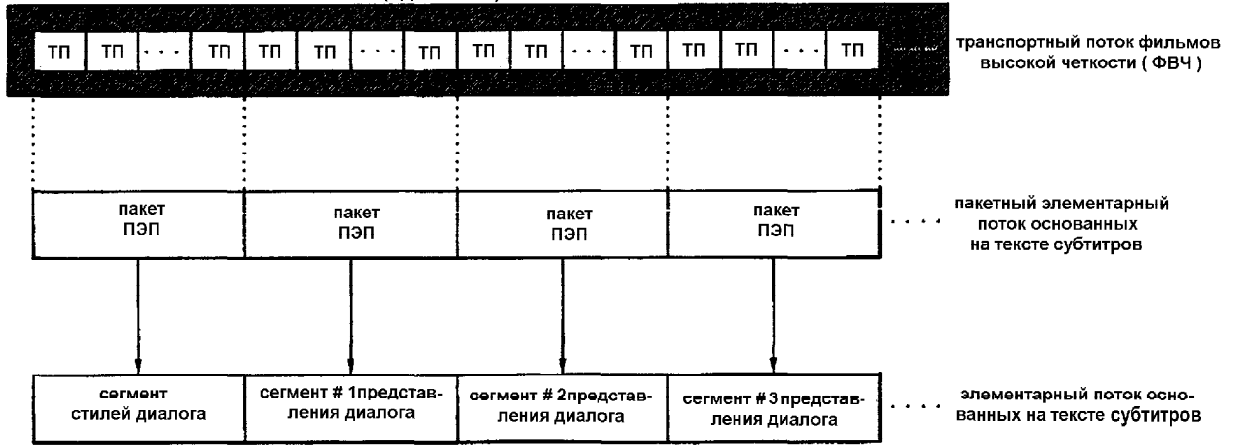 ТП ТП · · · ТП ТП ТП · · · ТП ТП ТП · · · ТП ТП ТП · · · ТП
транспортный поток фильмов
высокой четкости ( ФВЧ )
пакет
ПЭП
пакет
ПЭП
пакет
ПЭП
пакет
ПЭП
· · · ·
пакетный элементарный
поток основанных
на тексте субтитров
сегмент
стилей диалога
сегмент # 1представ-
ления диалога
сегмент # 2представ-
ления диалога
сегмент # 3 представ-
ления диалога
· · · ·
элементарный поток осно-
ванных на тексте субтитров